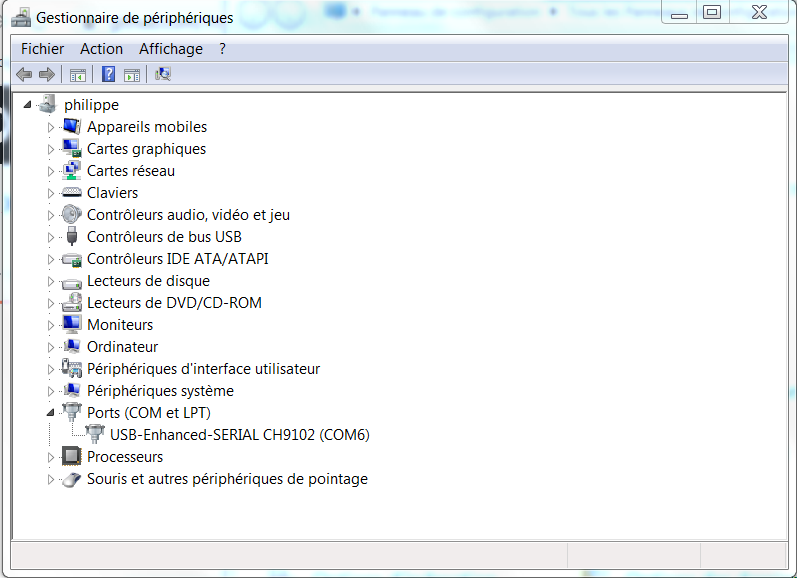 Gestionnaire de périphériques
Fichier Action Affichage ?
philippe
Appareils mobiles
Cartes graphiques
Cartes réseau
Claviers
Contrôleurs audio, vidéo et jeu
Contrôleurs de bus USB
Contrôleurs IDE ATA/ATAPI
Lecteurs de disque
Lecteurs de DVD/CD-ROM
Moniteurs
Ordinateur
Périphériques d'interface utilisateur
Périphériques système
Ports (COM et LPT)
USB-Enhanced-SERIAL CH9102 (COM6)
Processeurs
Souris et autres périphériques de pointage